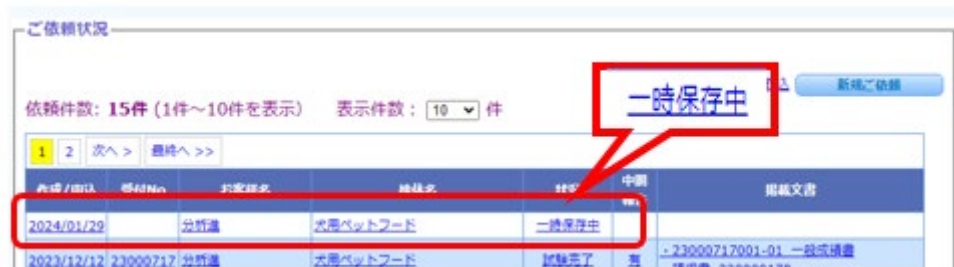 ご依頼状況
一時保存中
新規ご依頼
依頼件数: 15件 (1件～10件を表示) 表示件数: 10 件
1 2 次へ > 最終へ >>
作成/申込 受付No お客様名 検体名 状況 中間 掲載文書
2024/01/29 分析進 犬用ペットフード 一時保存中
2023/12/12 23000717 分析進 犬用ペットフード 試験完了 有 ・23000717001-01_一般成績書